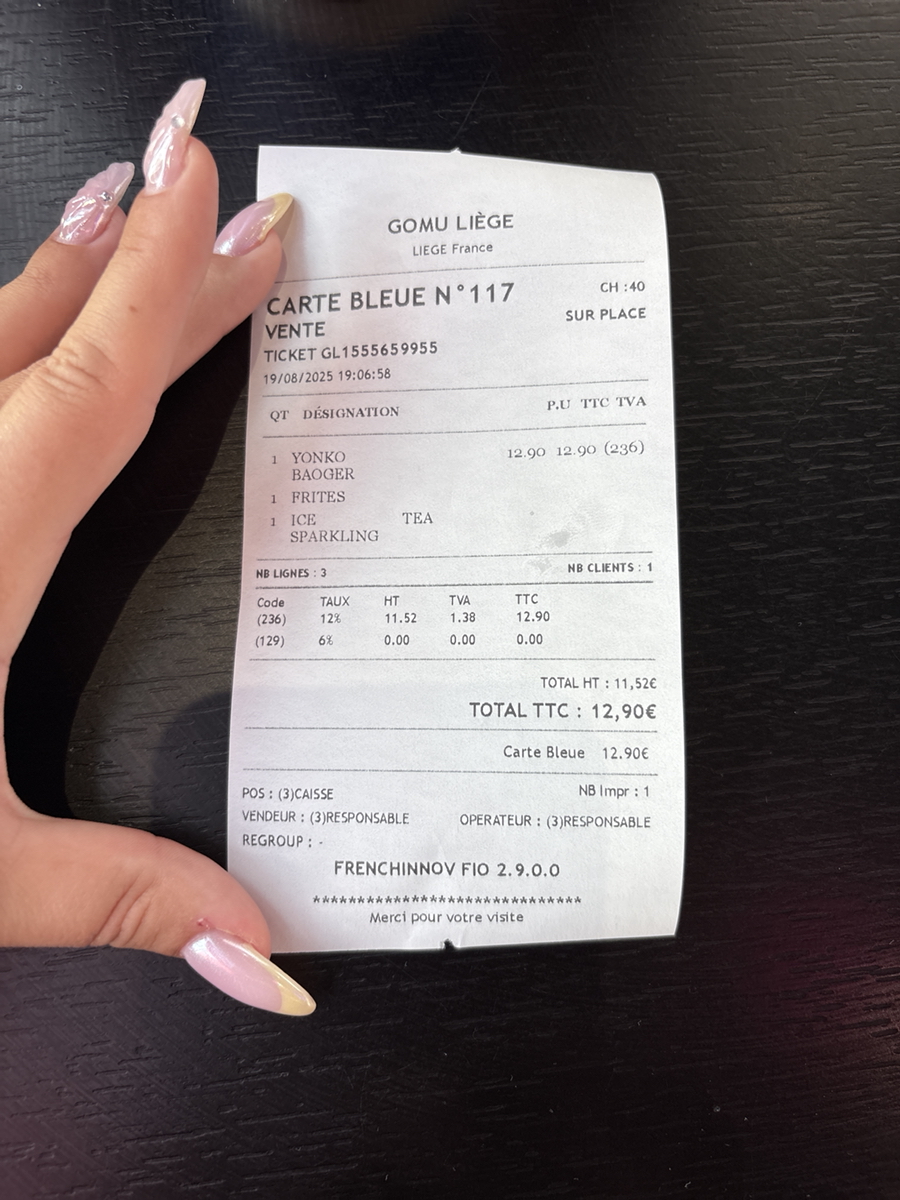 GOMU LIÈGE
LIEGE France
CARTE BLEUE N°117 CH :40
VENTE SUR PLACE
TICKET GL1555659955
19/08/2025 19:06:58
QT DÉSIGNATION P.U TTC TVA
1 YONKO 12.90 12.90 (236)
BAOGER
1 FRITES
1 ICE TEA
SPARKLING
NB LIGNES : 3 NB CLIENTS : 1
Code TAUX HT TVA TTC
(236) 12% 11.52 1.38 12.90
(129) 6% 0.00 0.00 0.00
TOTAL HT : 11,52€
TOTAL TTC : 12,90€
Carte Bleue 12.90€
POS : (3)CAISSE NB Impr : 1
VENDEUR : (3)RESPONSABLE OPERATEUR : (3)RESPONSABLE
REGROUP : -
FRENCHINNOV FIO 2.9.0.0
******************************
Merci pour votre visite